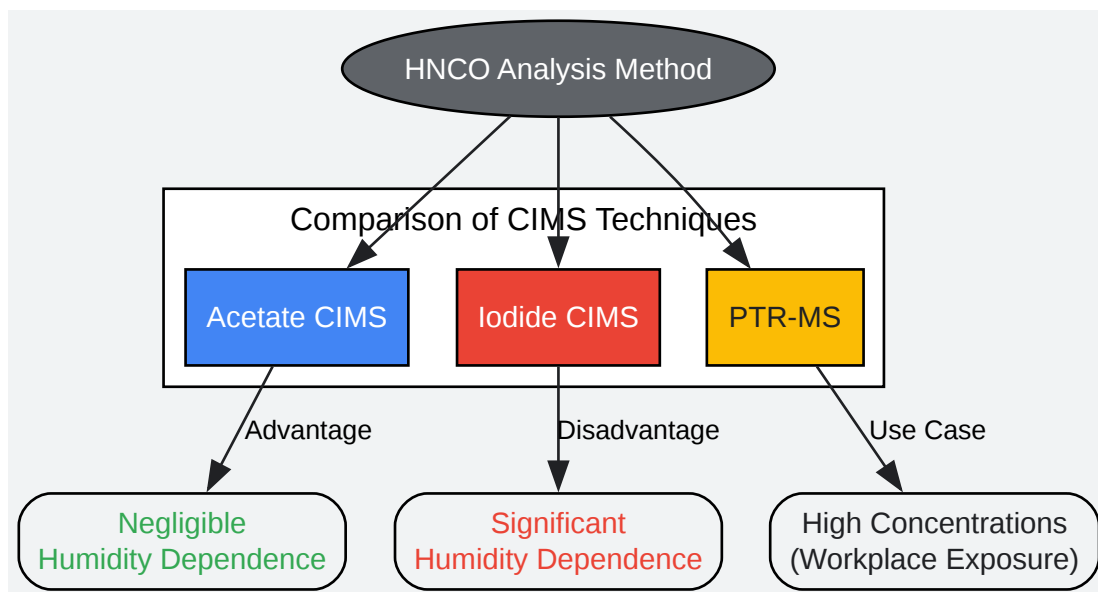 HNCO Analysis Method
Comparison of CIMS Techniques
Acetate CIMS
Iodide CIMS
PTR-MS
Advantage
Disadvantage
Use Case
Negligible
Humidity Dependence
Significant
Humidity Dependence
High Concentrations
(Workplace Exposure)